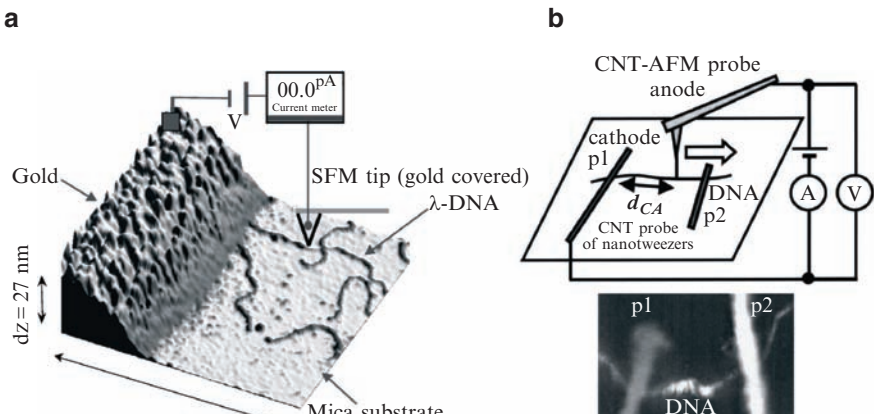 a
b
00.0pA
Current meter
V
Gold
SFM tip (gold covered)
λ-DNA
dz = 27 nm
Mica substrate
CNT-AFM probe
anode
cathode
p1
DNA
p2
dCA
CNT probe
of nanotweezers
A
V
p1
p2
DNA